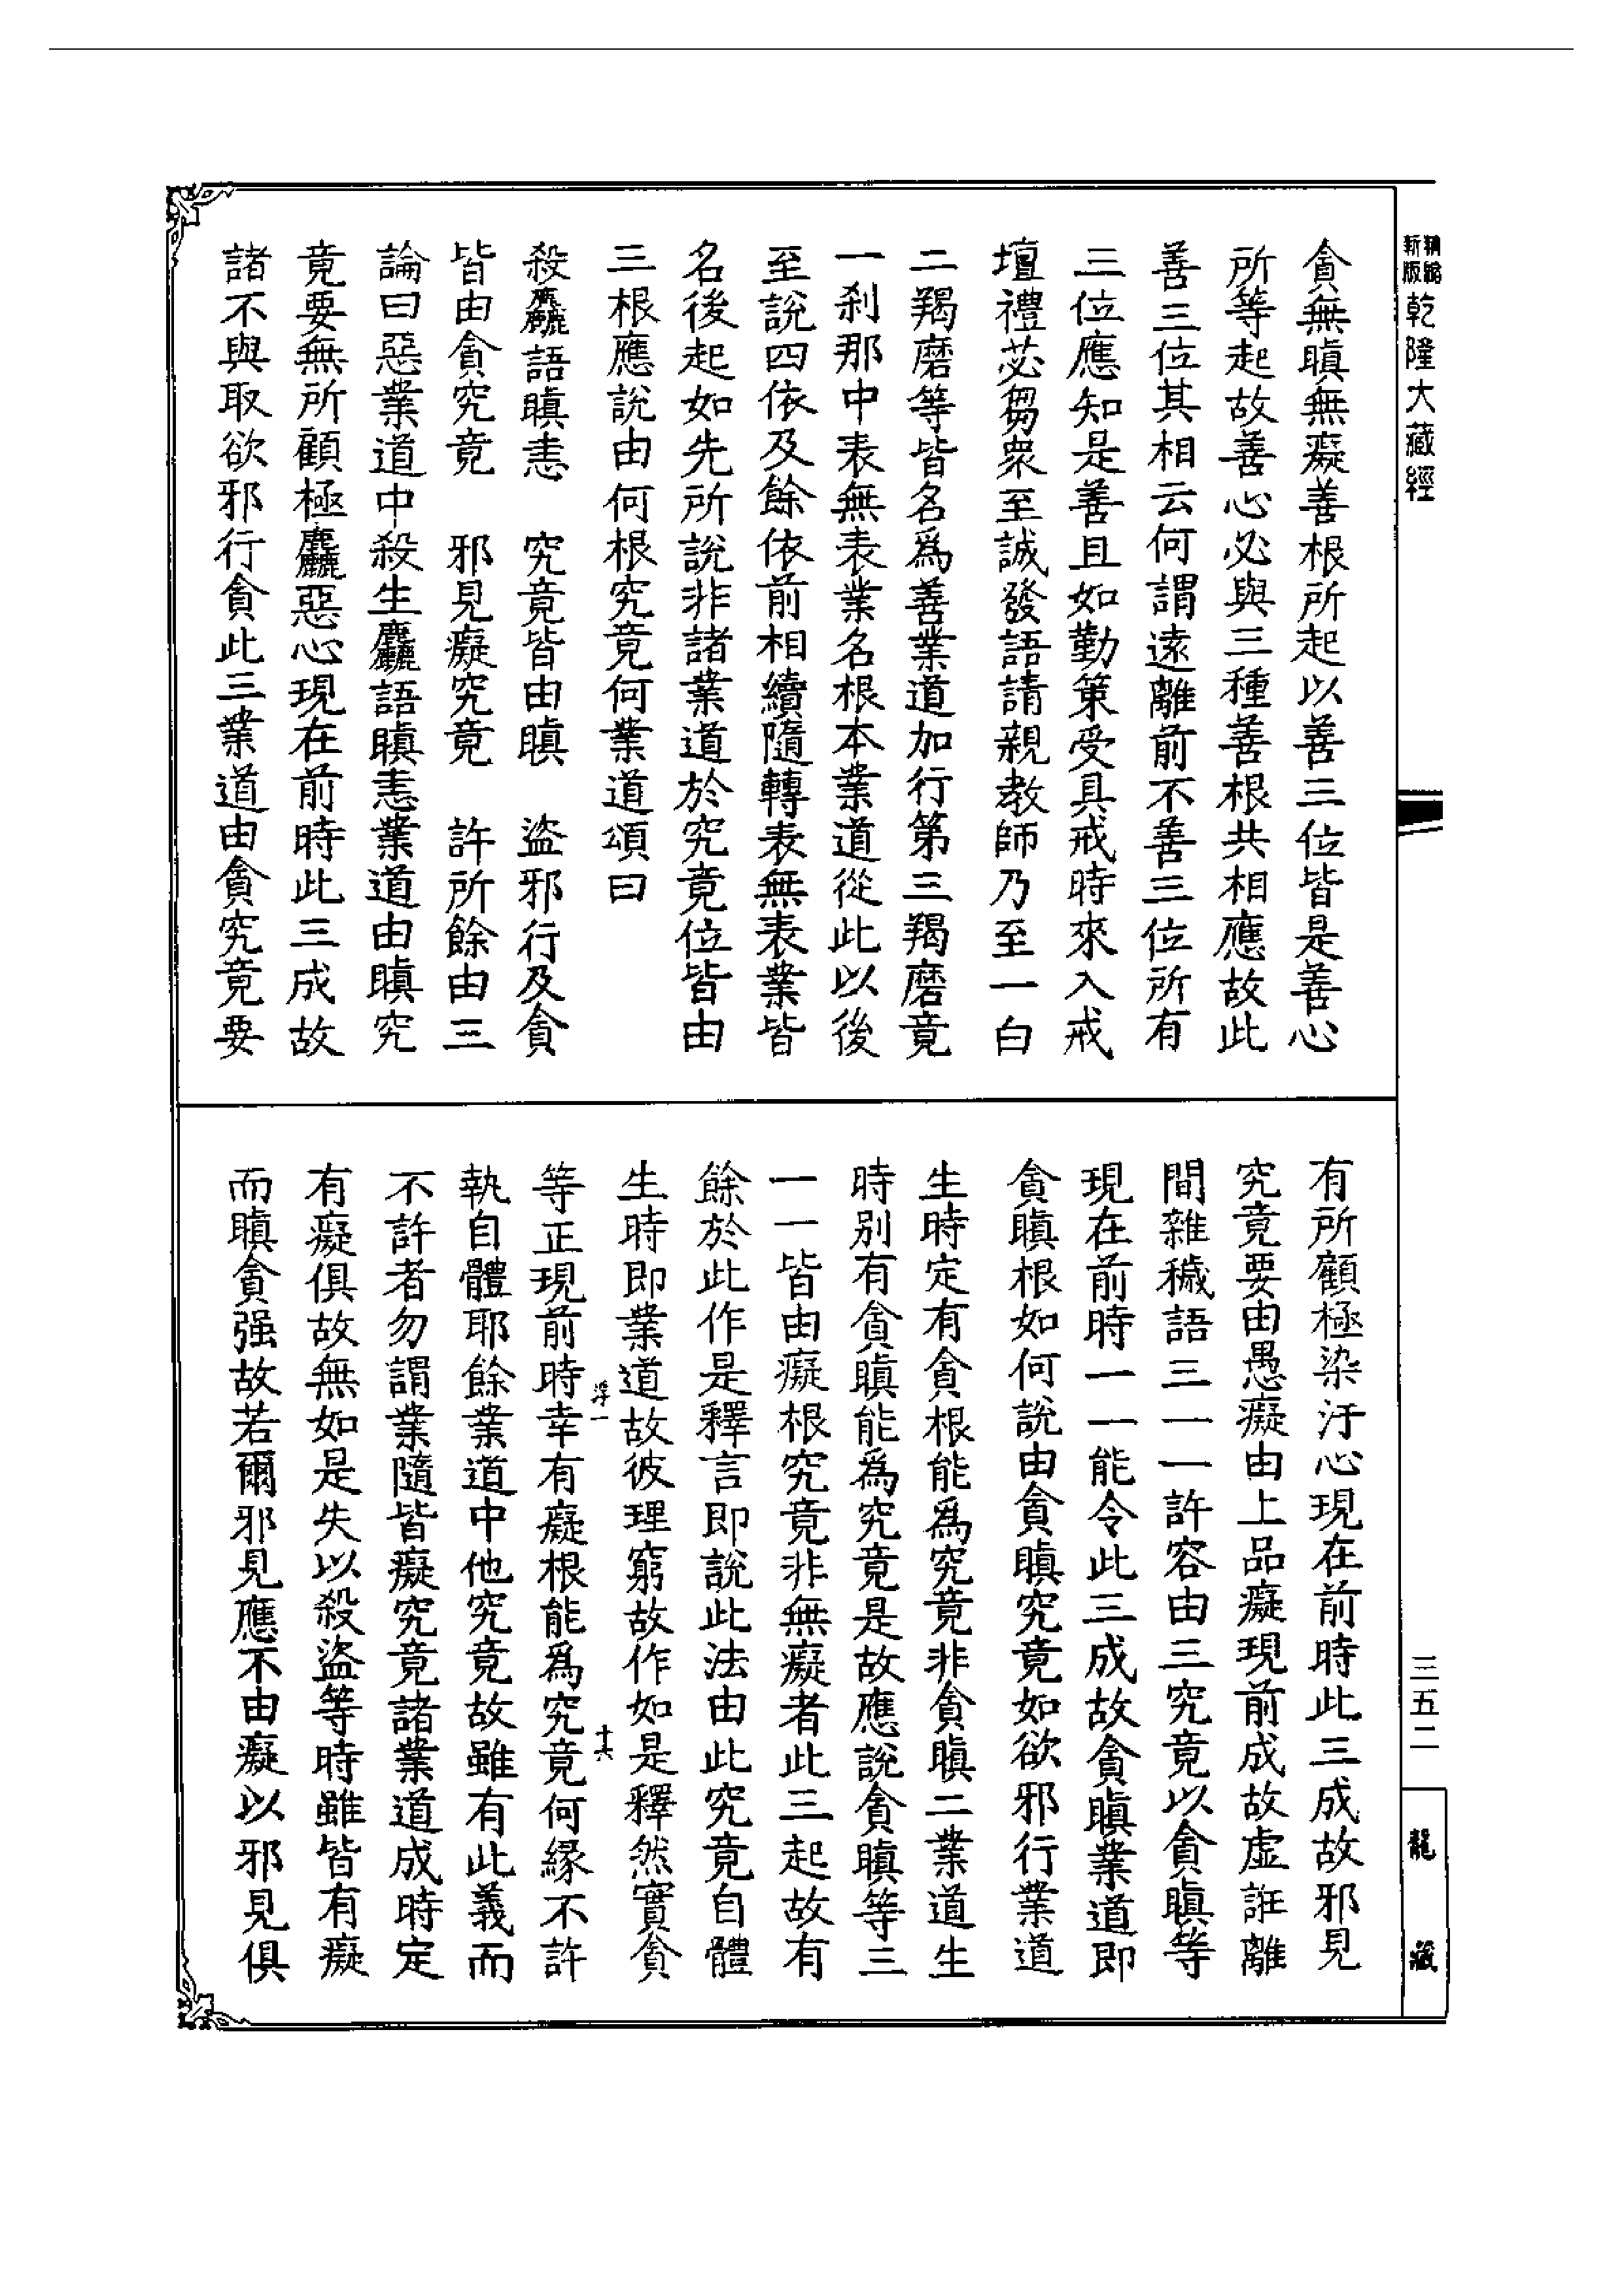 精縮
新版
乾隆大藏經
貪無瞋無癡善根所起以善三位皆是善心
所等起故善心必與三種善根共相應故此
善三位其相云何謂遠離前不善三位所有
三位應知是善且如勤策受具戒時來入戒
壇禮苾芻衆至誠發語請親教師乃至一白
二羯磨等皆名爲善業道加行第三羯磨竟
一刹那中表無表業名根本業道從此以後
至說四依及餘依前相續隨轉表無表業皆
名後起如先所說非諸業道於究竟位皆由
三根應說由何根究竟何業道頌曰
殺麤語瞋恚 究竟皆由瞋 盜邪行及貪
皆由貪究竟 邪見癡究竟 許所餘由三
論曰惡業道中殺生麤語瞋恚業道由瞋究
竟要無所顧極麤惡心現在前時此三成故
諸不與取欲邪行貪此三業道由貪究竟要
有所顧極染汙心現在前時此三成故邪見
究竟要由愚癡由上品癡現前成故虛誑離
間雜穢語三一一許容由三究竟以貪瞋等
現在前時一一能令此三成故貪瞋業道即
貪瞋根如何說由貪瞋究竟如欲邪行業道
生時定有貪根能爲究竟非貪瞋二業道生
時別有貪瞋能爲究竟是故應說貪瞋等三
一一皆由癡根究竟非無癡者此三起故有
餘於此作是釋言即說此法由此究竟自體
生時即業道故彼理窮故作如是釋然實貪
浮一
十六
等正現前時幸有癡根能爲究竟何緣不許
執自體耶餘業道中他究竟故雖有此義而
不許者勿謂業隨皆癡究竟諸業道成時定
有癡俱故無如是失以殺盜等時雖皆有癡
而瞋貪强故若爾邪見應不由癡以邪見俱
三五二
龍藏